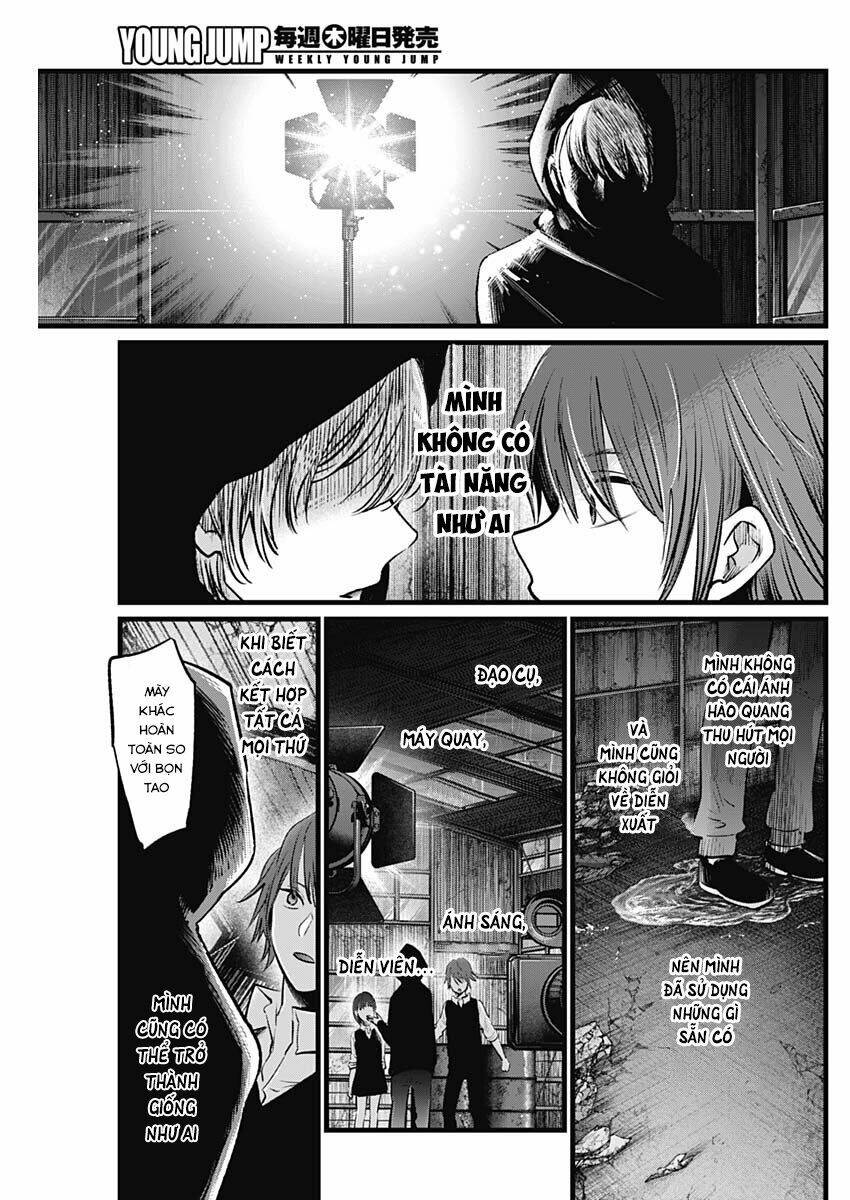 YOUNG JUMP 毎週木曜日発売
WEEKLY YOUNG JUMP
MÌNH
KHÔNG CÓ
TÀI NĂNG
NHƯ AI
MÌNH KHÔNG
CÓ CÁI ÁNH
HÀO QUANG
THU HÚT MỌI
NGƯỜI
VÀ
MÌNH CŨNG
KHÔNG GIỎI
VỀ DIỄN
XUẤT
NÊN MÌNH
ĐÃ SỬ DỤNG
NHỮNG GÌ
SẴN CÓ
ĐẠO CỤ,
MÁY QUAY,
ÁNH SÁNG,
DIỄN VIÊN...
KHI BIẾT
CÁCH
KẾT HỢP
TẤT CẢ
MỌI THỨ
MÀY
KHÁC
HOÀN
TOÀN SO
VỚI BỌN
TAO
MÌNH
CŨNG CÓ
THỂ TRỞ
THÀNH
GIỐNG
NHƯ AI